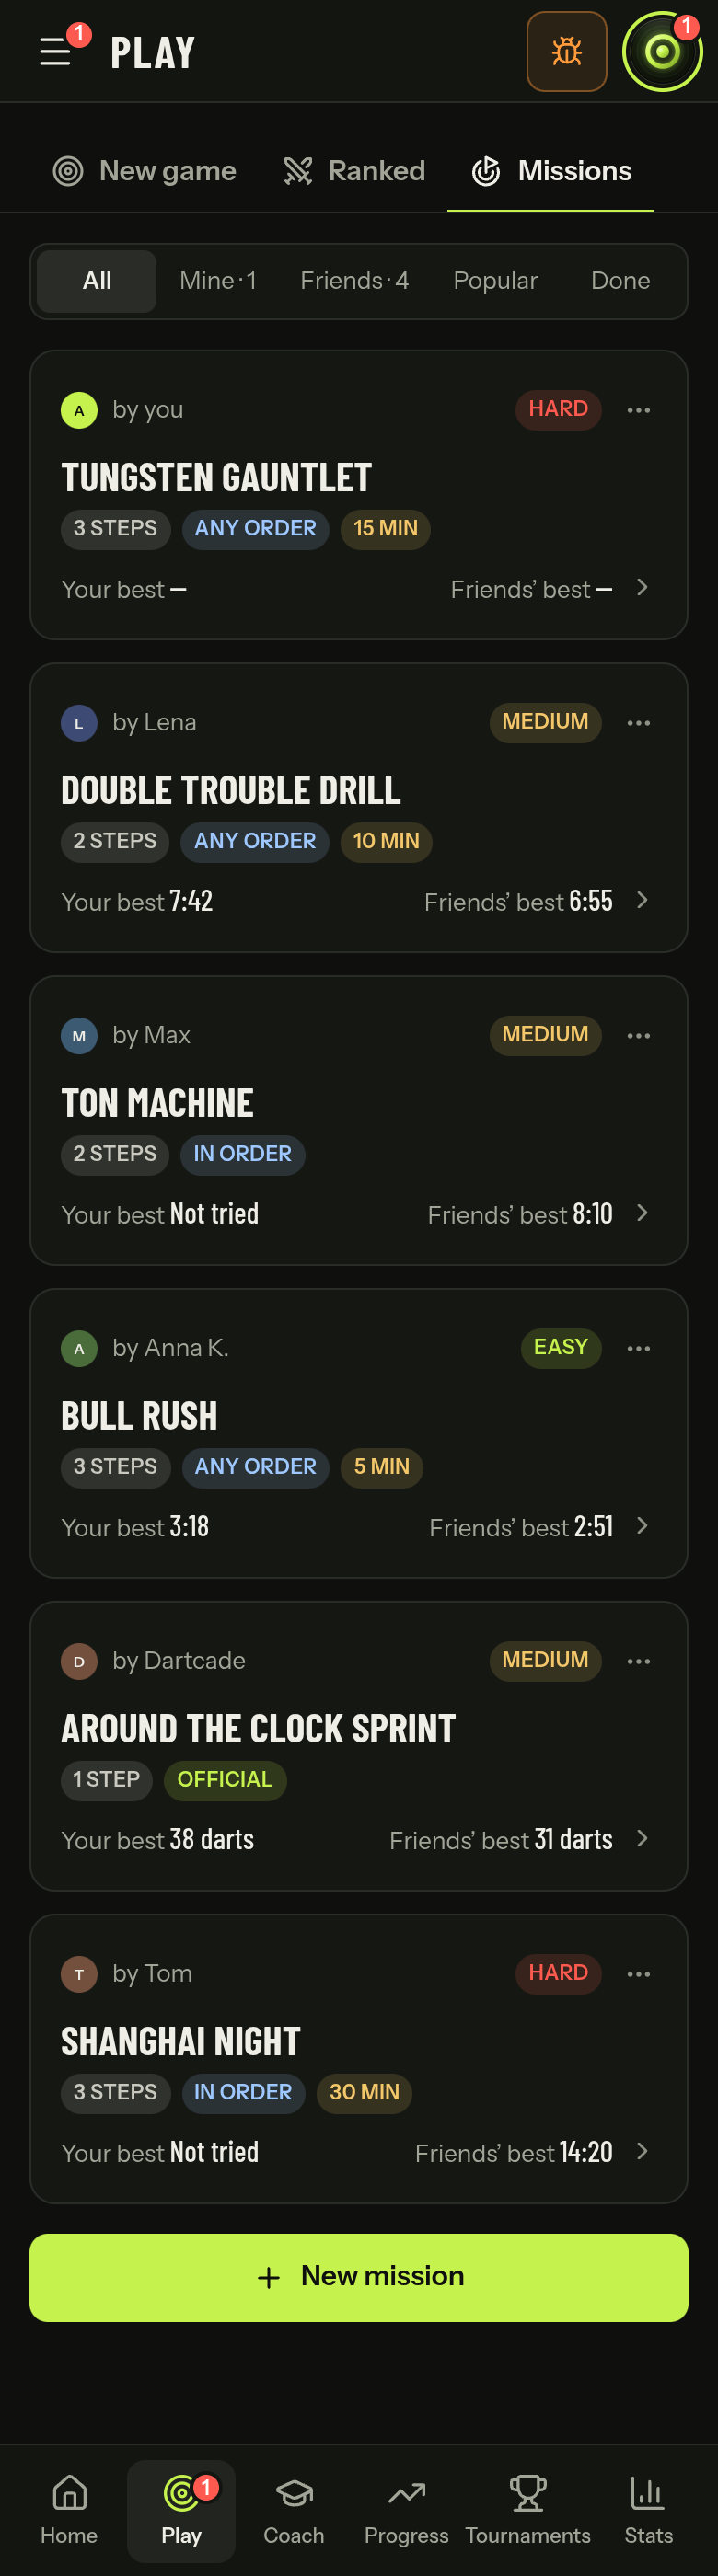 1
PLAY
1
New game Ranked Missions
All Mine · 1 Friends · 4 Popular Done
A by you HARD
TUNGSTEN GAUNTLET
3 STEPS ANY ORDER 15 MIN
Your best – Friends’ best –
L by Lena MEDIUM
DOUBLE TROUBLE DRILL
2 STEPS ANY ORDER 10 MIN
Your best 7:42 Friends’ best 6:55
M by Max MEDIUM
TON MACHINE
2 STEPS IN ORDER
Your best Not tried Friends’ best 8:10
A by Anna K. EASY
BULL RUSH
3 STEPS ANY ORDER 5 MIN
Your best 3:18 Friends’ best 2:51
D by Dartcade MEDIUM
AROUND THE CLOCK SPRINT
1 STEP OFFICIAL
Your best 38 darts Friends’ best 31 darts
T by Tom HARD
SHANGHAI NIGHT
3 STEPS IN ORDER 30 MIN
Your best Not tried Friends’ best 14:20
New mission
1
Home Play Coach Progress Tournaments Stats